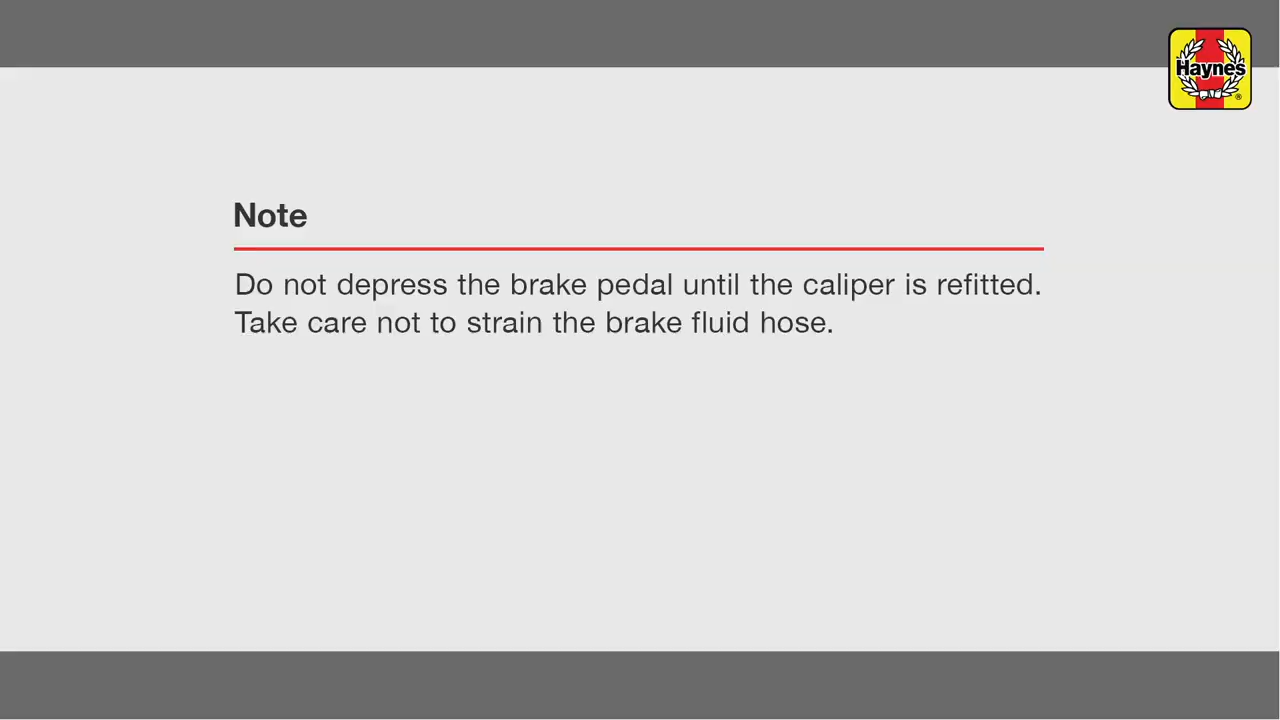 Haynes
Note
Do not depress the brake pedal until the caliper is refitted.
Take care not to strain the brake fluid hose.